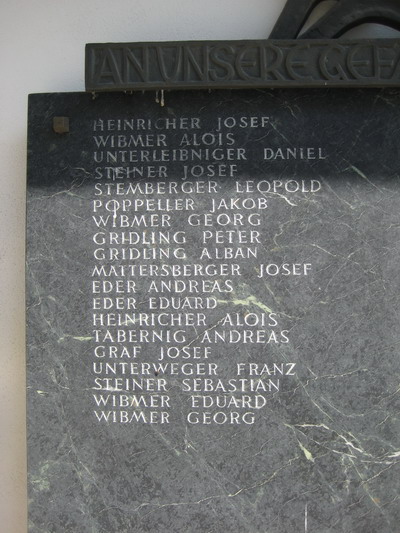 AN UNSERE GEFA
HEINRICHER JOSEF
WIBMER ALOIS
UNTERLEIBNIGER DANIEL
STEINER JOSEF
STEMBERGER LEOPOLD
POPPELLER JAKOB
WIBMER GEORG
GRIDLING PETER
GRIDLING ALBAN
MATTERSBERGER JOSEF
EDER ANDREAS
EDER EDUARD
HEINRICHER ALOIS
TABERNIG ANDREAS
GRAF JOSEF
UNTERWEGER FRANZ
STEINER SEBASTIAN
WIBMER EDUARD
WIBMER GEORG